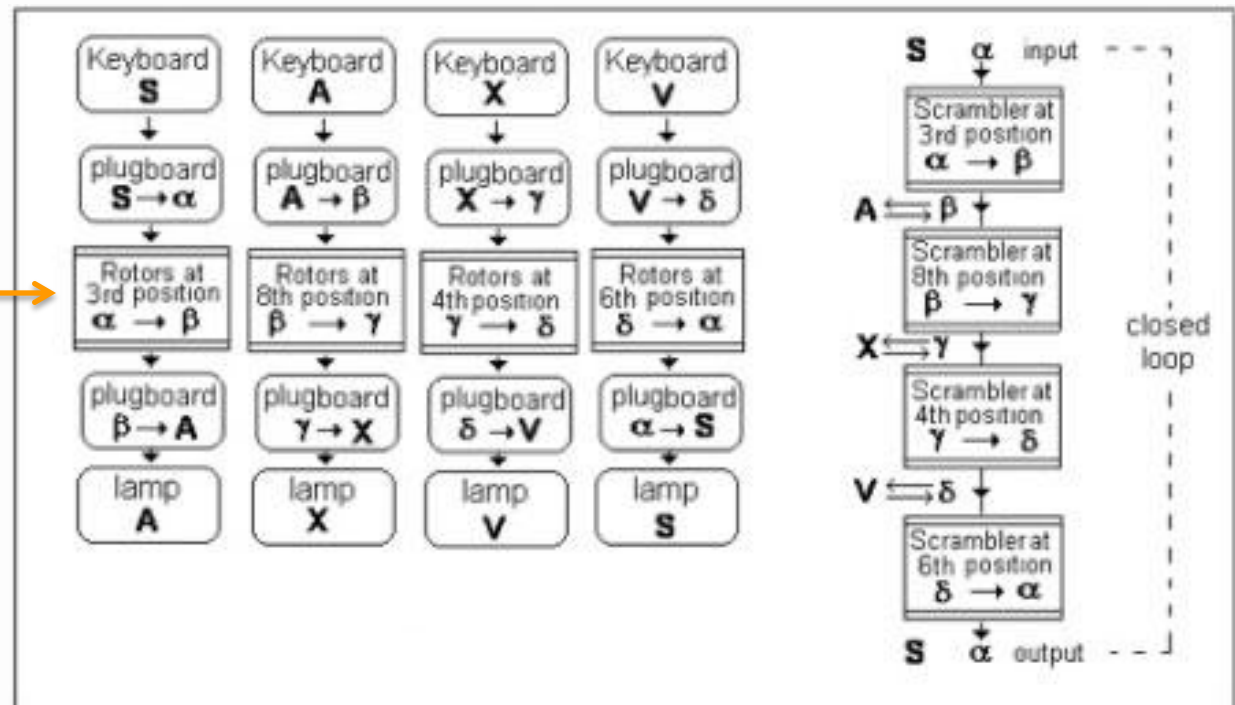 Keyboard
S
plugboard
S → α
Rotors at
3rd position
α → β
plugboard
β → A
lamp
A
Keyboard
A
plugboard
A → β
Rotors at
8th position
β → γ
plugboard
γ → X
lamp
X
Keyboard
X
plugboard
X → γ
Rotors at
4th position
γ → δ
plugboard
δ → V
lamp
V
Keyboard
V
plugboard
V → δ
Rotors at
6th position
δ → α
plugboard
α → S
lamp
S
S α input
Scrambler at
3rd position
α → β
A β
Scrambler at
8th position
β → γ
X γ
Scrambler at
4th position
γ → δ
V δ
Scrambler at
6th position
δ → α
S α output
closed
loop